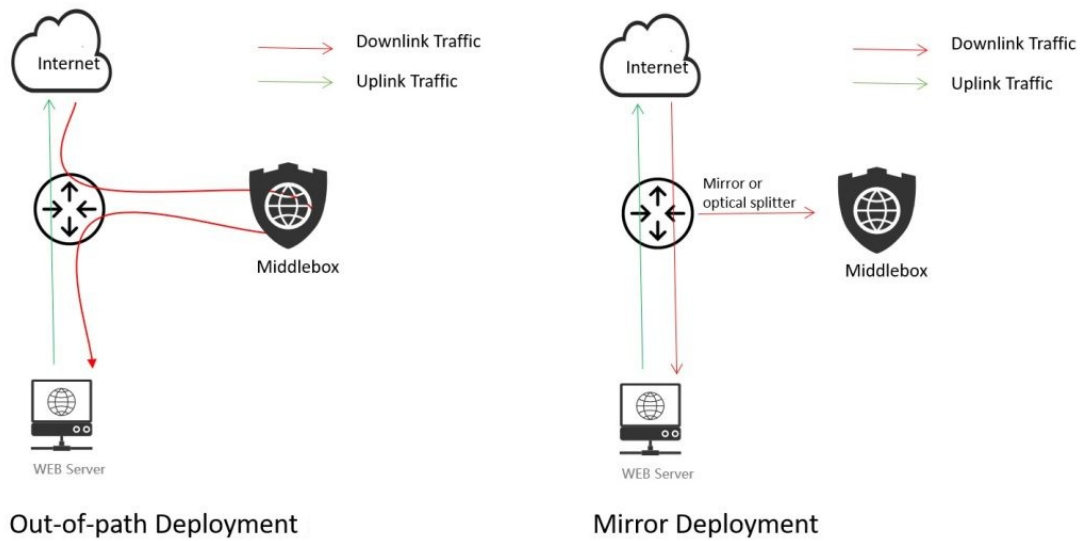 Internet
Downlink Traffic
Uplink Traffic
Middlebox
WEB Server
Out-of-path Deployment
Internet
Downlink Traffic
Uplink Traffic
Mirror or
optical splitter
Middlebox
WEB Server
Mirror Deployment